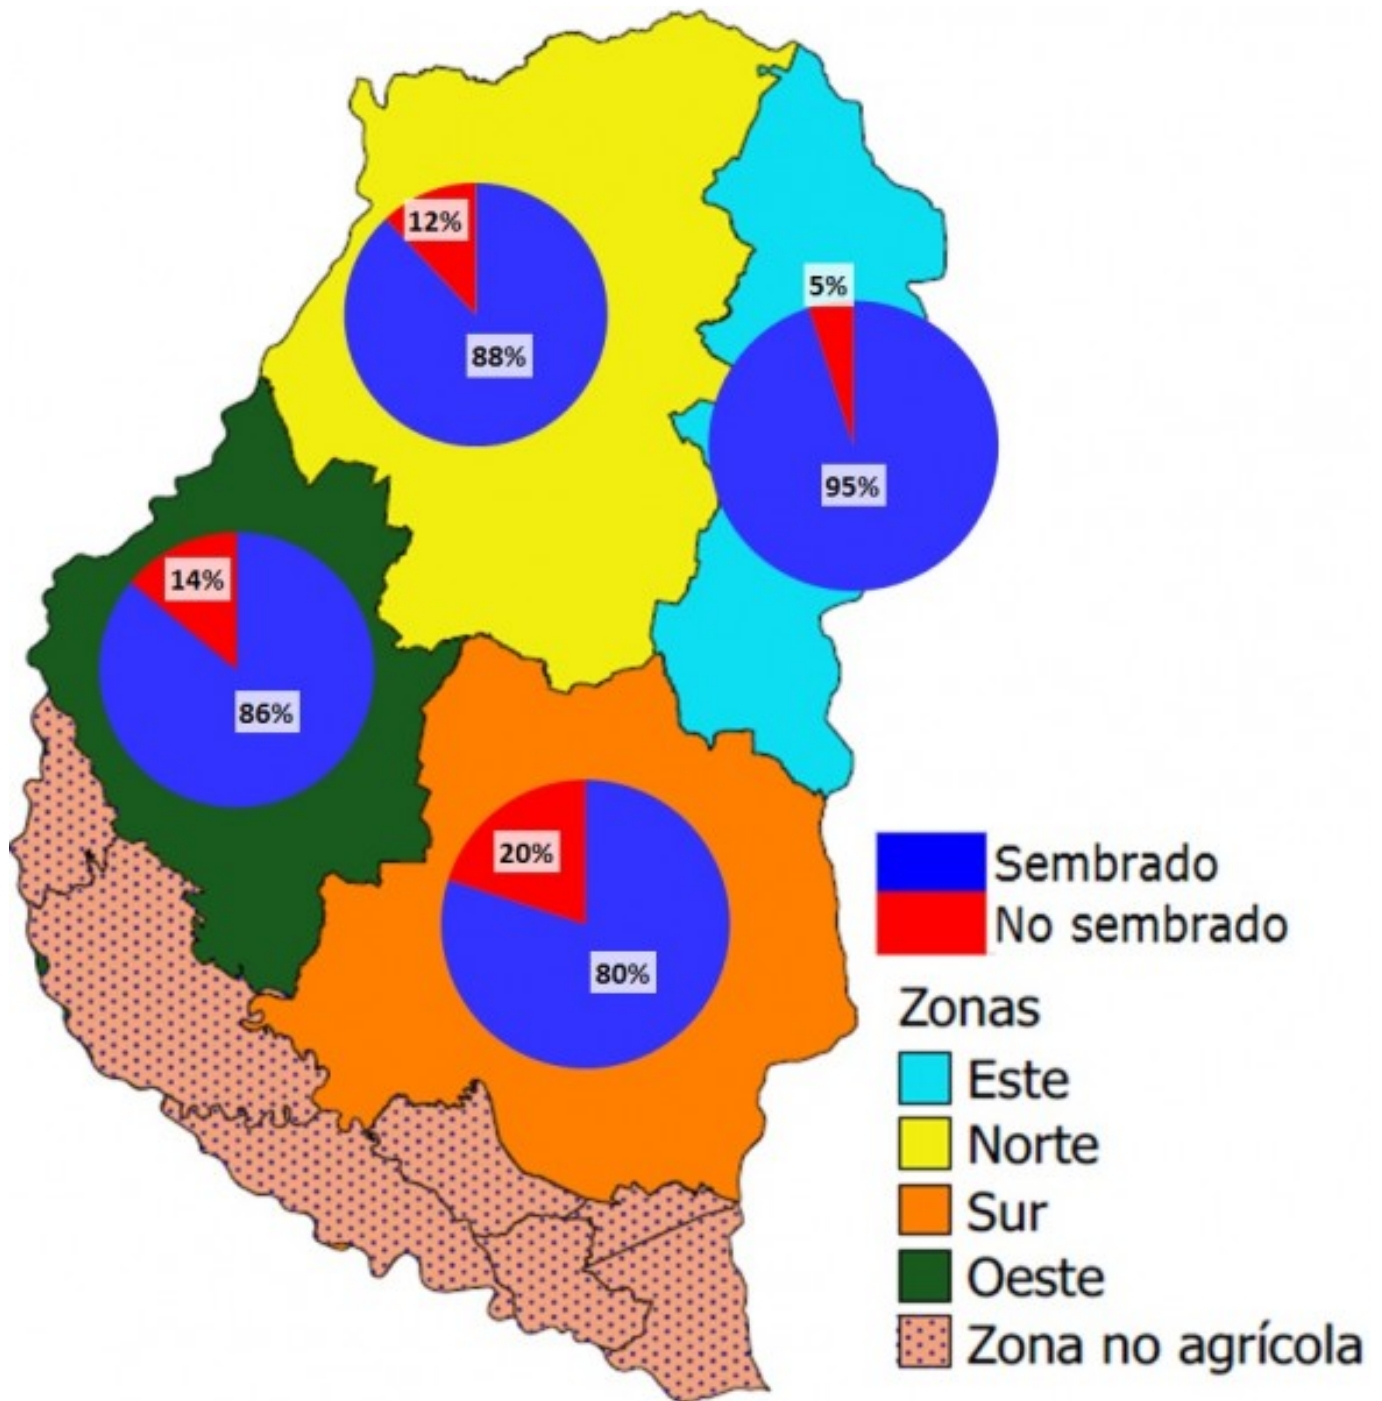 12%
88%
5%
95%
14%
86%
20%
80%
Sembrado
No sembrado
Zonas
Este
Norte
Sur
Oeste
Zona no agrícola